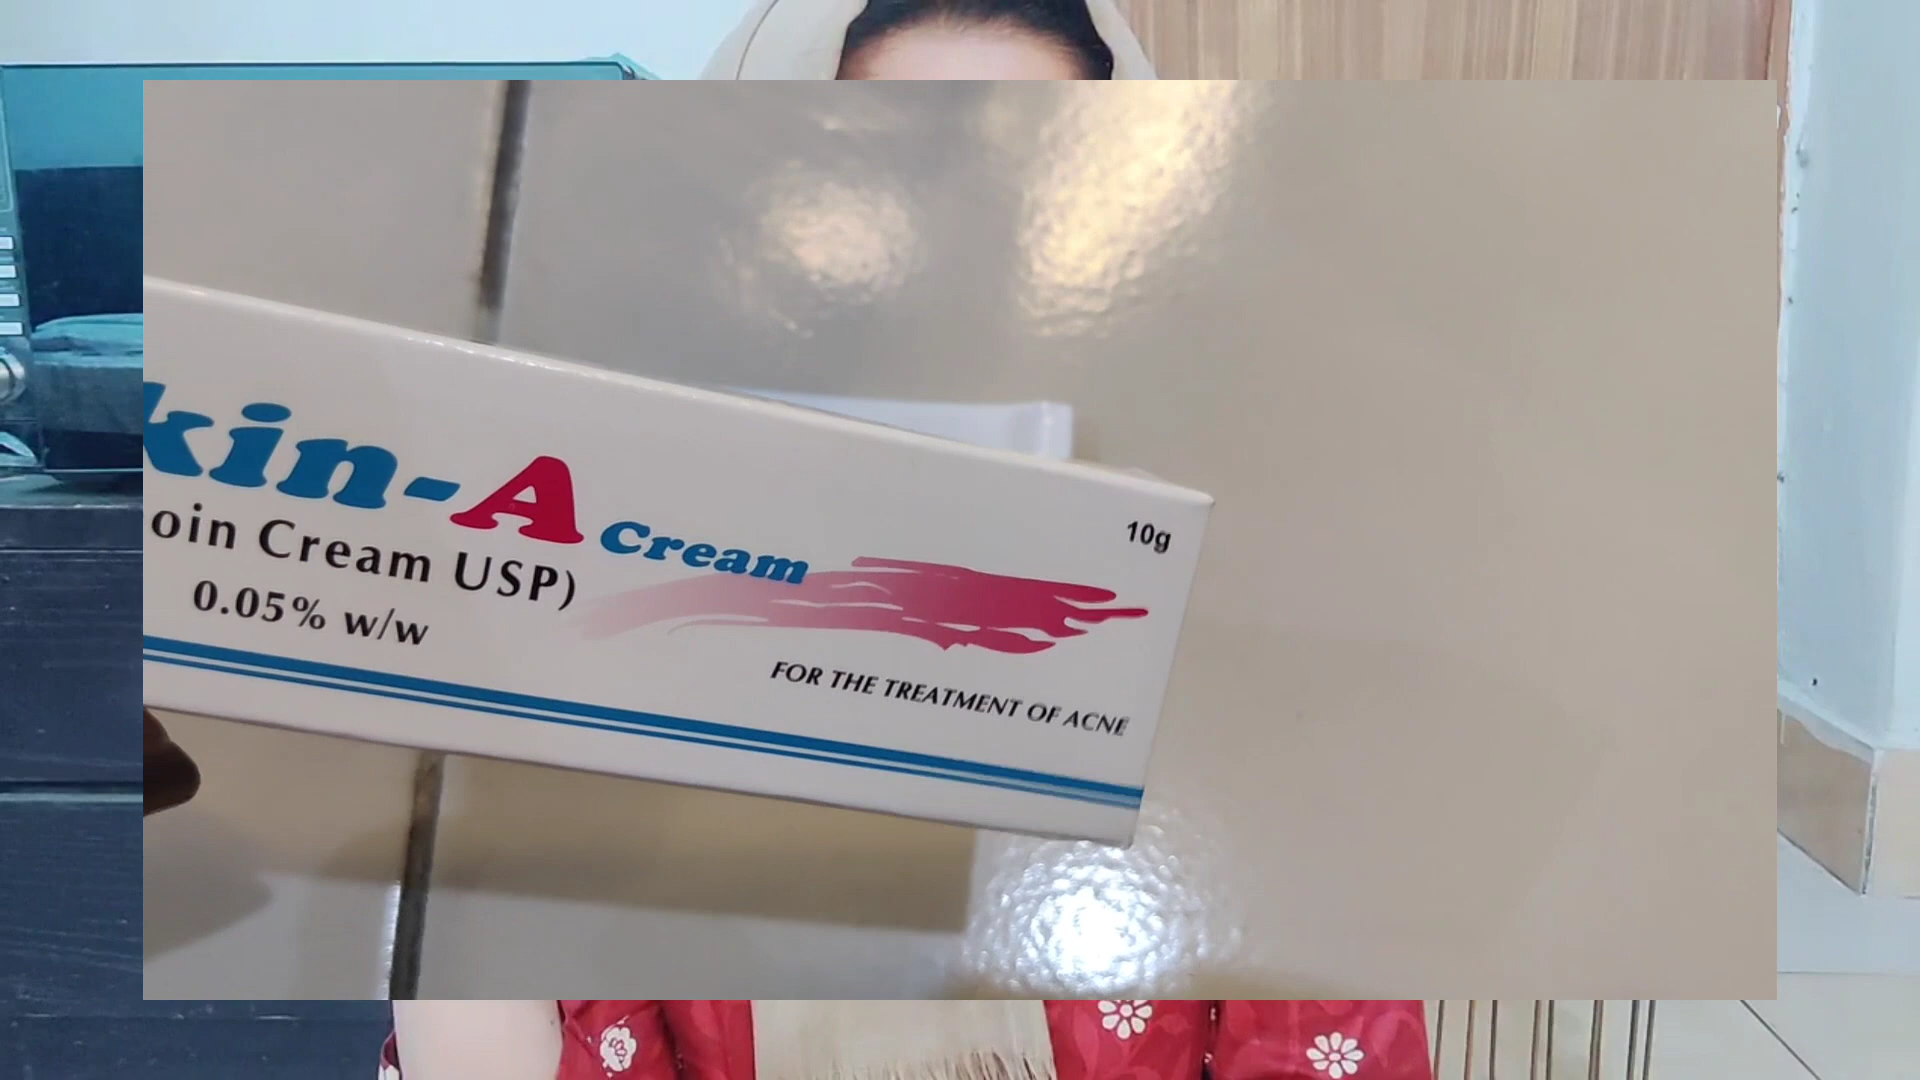 kin-A Cream
10g
oin Cream USP)
0.05% w/w
FOR THE TREATMENT OF ACNE